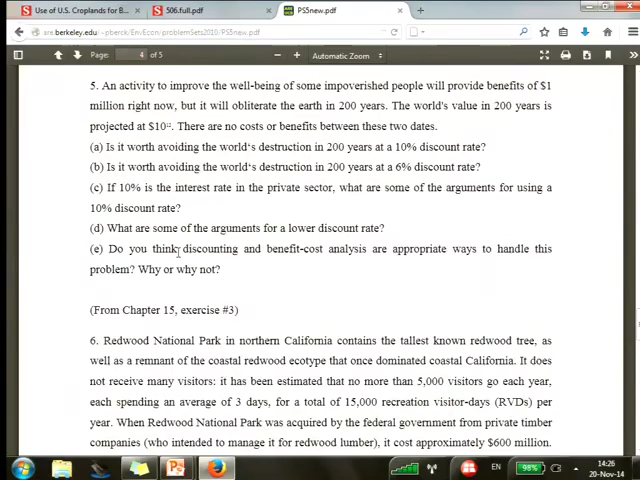 Use of U.S. Croplands for B...
506.full.pdf
PS5new.pdf
are.berkeley.edu/~pberck/EnvEcon/problemSets2010/PS5new.pdf
Page: 4 of 5
Automatic Zoom
5. An activity to improve the well-being of some impoverished people will provide benefits of $1
million right now, but it will obliterate the earth in 200 years. The world's value in 200 years is
projected at $10¹². There are no costs or benefits between these two dates.
(a) Is it worth avoiding the world's destruction in 200 years at a 10% discount rate?
(b) Is it worth avoiding the world's destruction in 200 years at a 6% discount rate?
(c) If 10% is the interest rate in the private sector, what are some of the arguments for using a
10% discount rate?
(d) What are some of the arguments for a lower discount rate?
(e) Do you think discounting and benefit-cost analysis are appropriate ways to handle this
problem? Why or why not?
(From Chapter 15, exercise #3)
6. Redwood National Park in northern California contains the tallest known redwood tree, as
well as a remnant of the coastal redwood ecotype that once dominated coastal California. It does
not receive many visitors: it has been estimated that no more than 5,000 visitors go each year,
each spending an average of 3 days, for a total of 15,000 recreation visitor-days (RVDs) per
year. When Redwood National Park was acquired by the federal government from private timber
companies (who intended to manage it for redwood lumber), it cost approximately $600 million.
EN
98%
14:26
20-Nov-14